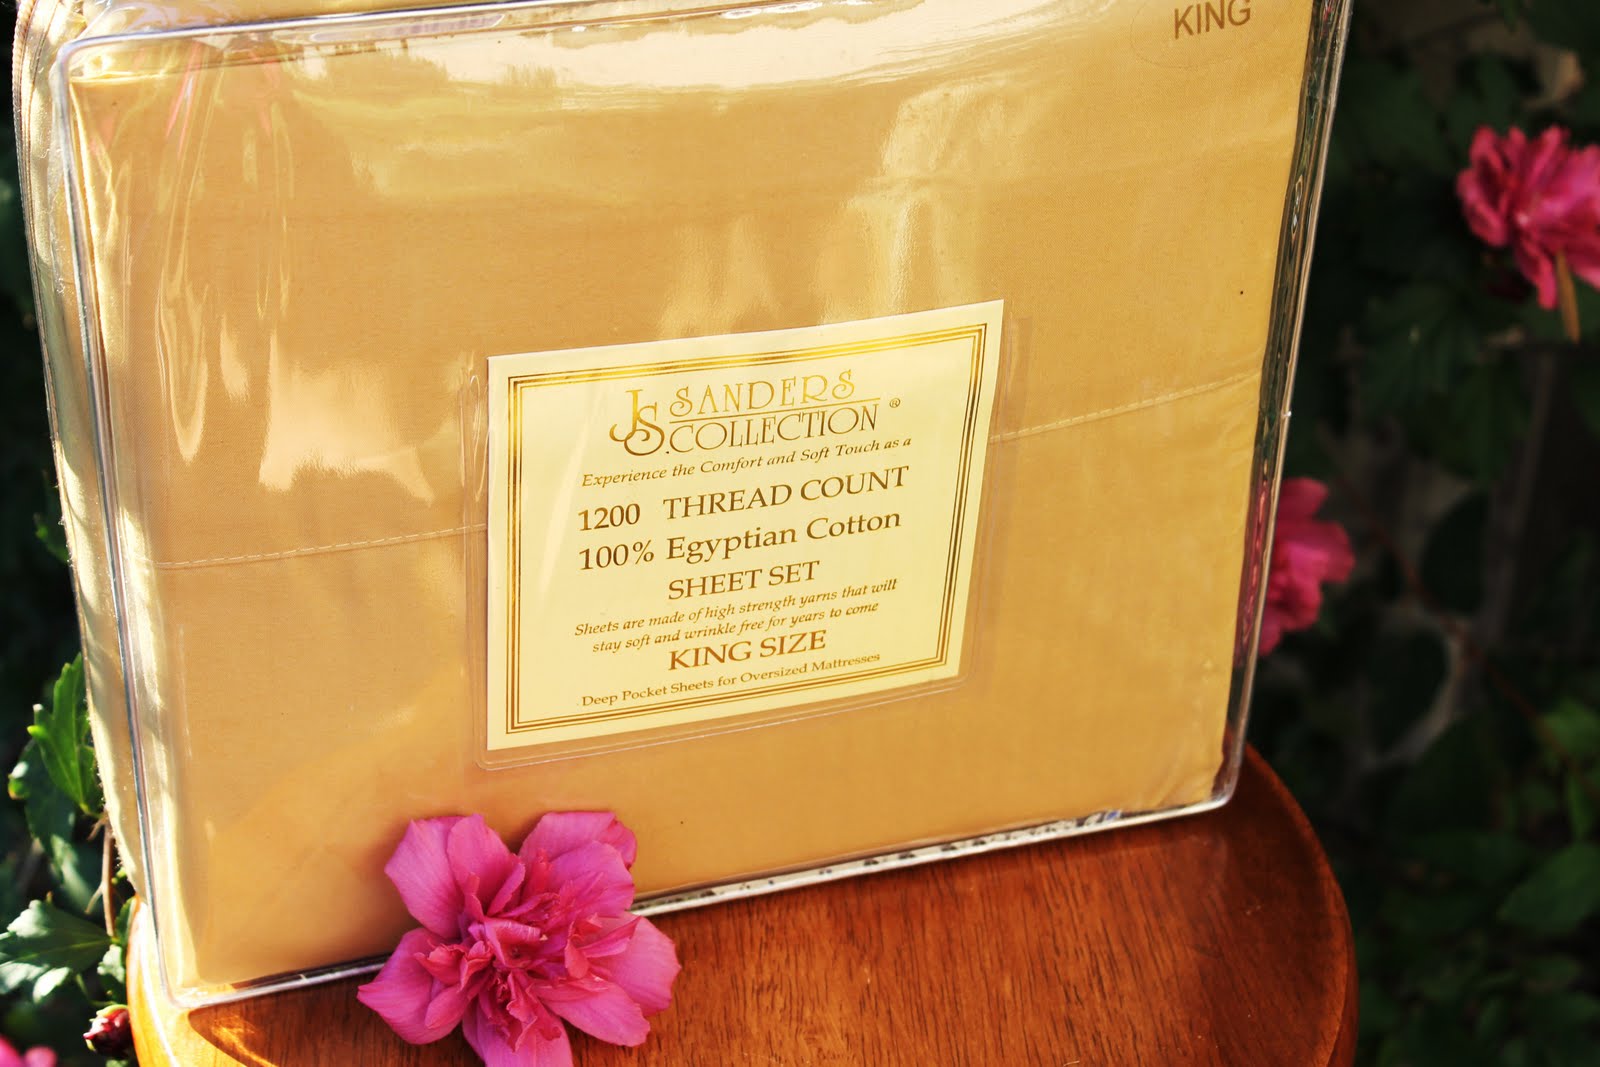 KING
JS. SANDERS
COLLECTION ®
Experience the Comfort and Soft Touch as a
1200 THREAD COUNT
100% Egyptian Cotton
SHEET SET
Sheets are made of high strength yarns that will
stay soft and wrinkle free for years to come
KING SIZE
Deep Pocket Sheets for Oversized Mattresses